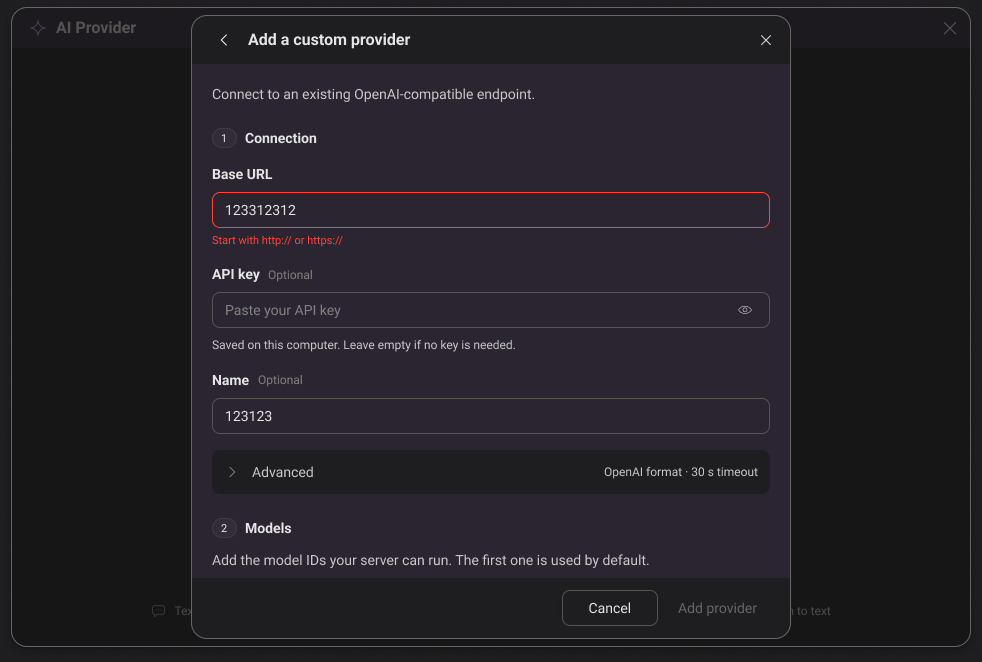 AI Provider
Add a custom provider
Connect to an existing OpenAI-compatible endpoint.
1 Connection
Base URL
123312312
Start with http:// or https://
API key Optional
Paste your API key
Saved on this computer. Leave empty if no key is needed.
Name Optional
123123
Advanced OpenAI format · 30 s timeout
2 Models
Add the model IDs your server can run. The first one is used by default.
Cancel Add provider
to text